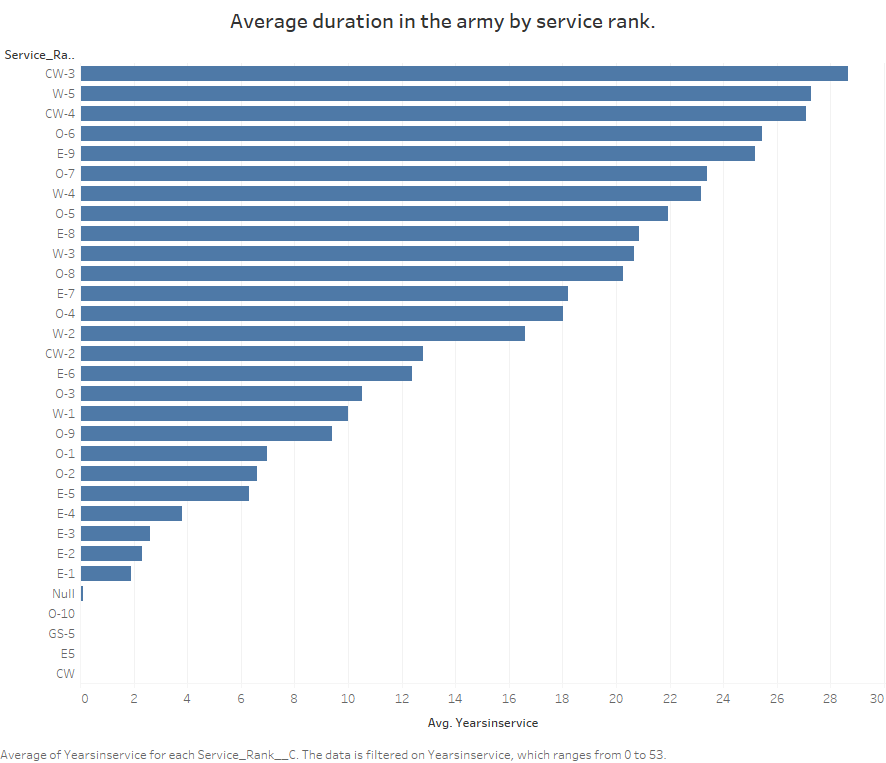 Average duration in the army by service rank.
Service_Ra..
CW-3
W-5
CW-4
O-6
E-9
O-7
W-4
O-5
E-8
W-3
O-8
E-7
O-4
W-2
CW-2
E-6
O-3
W-1
O-9
O-1
O-2
E-5
E-4
E-3
E-2
E-1
Null
O-10
GS-5
E5
CW
0 2 4 6 8 10 12 14 16 18 20 22 24 26 28 30
Avg. Yearsinservice
Average of Yearsinservice for each Service_Rank__C. The data is filtered on Yearsinservice, which ranges from 0 to 53.